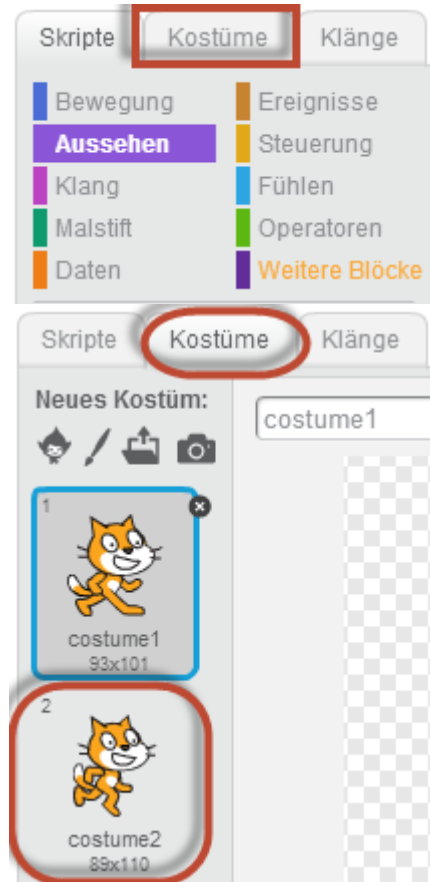 Skripte Kostüme Klänge
Bewegung Ereignisse
Aussehen Steuerung
Klang Fühlen
Malstift Operatoren
Daten Weitere Blöcke
Skripte Kostüme Klänge
Neues Kostüm:
costume1
1
costume1
93x101
2
costume2
89x110